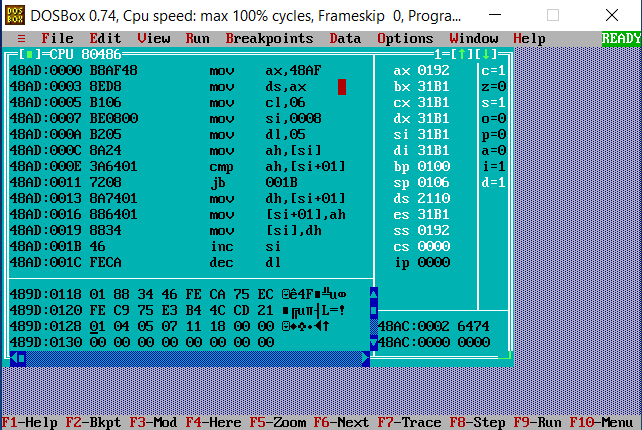 DOSBox 0.74, Cpu speed: max 100% cycles, Frameskip 0, Progra...
≡ File Edit View Run Breakpoints Data Options Window Help READY
[■]=CPU 80486 1=[↑][↓]
48AD:0000 B8AF48 mov ax,48AF ax 0192 c=1
48AD:0003 8ED8 mov ds,ax bx 31B1 z=0
48AD:0005 B106 mov cl,06 cx 31B1 s=1
48AD:0007 BE0800 mov si,0008 dx 31B1 o=0
48AD:000A B205 mov dl,05 si 31B1 p=0
48AD:000C 8A24 mov ah,[si] di 31B1 a=0
48AD:000E 3A6401 cmp ah,[si+01] bp 0100 i=1
48AD:0011 7208 jb 001B sp 0106 d=1
48AD:0013 8A7401 mov dh,[si+01] ds 2110
48AD:0016 886401 mov [si+01],ah es 31B1
48AD:0019 8834 mov [si],dh ss 0192
48AD:001B 46 inc si cs 0000
48AD:001C FECA dec dl ip 0000
489D:0118 01 88 34 46 FE CA 75 EC ☺ê4F■╩u∞
489D:0120 FE C9 75 E3 B4 4C CD 21 ■╔uπ┤L=!
489D:0128 01 04 05 07 11 18 00 00 ☺♦♣•◄↑ 48AC:0002 6474
489D:0130 00 00 00 00 00 00 00 00 48AC:0000 0000
F1-Help F2-Bkpt F3-Mod F4-Here F5-Zoom F6-Next F7-Trace F8-Step F9-Run F10-Menu